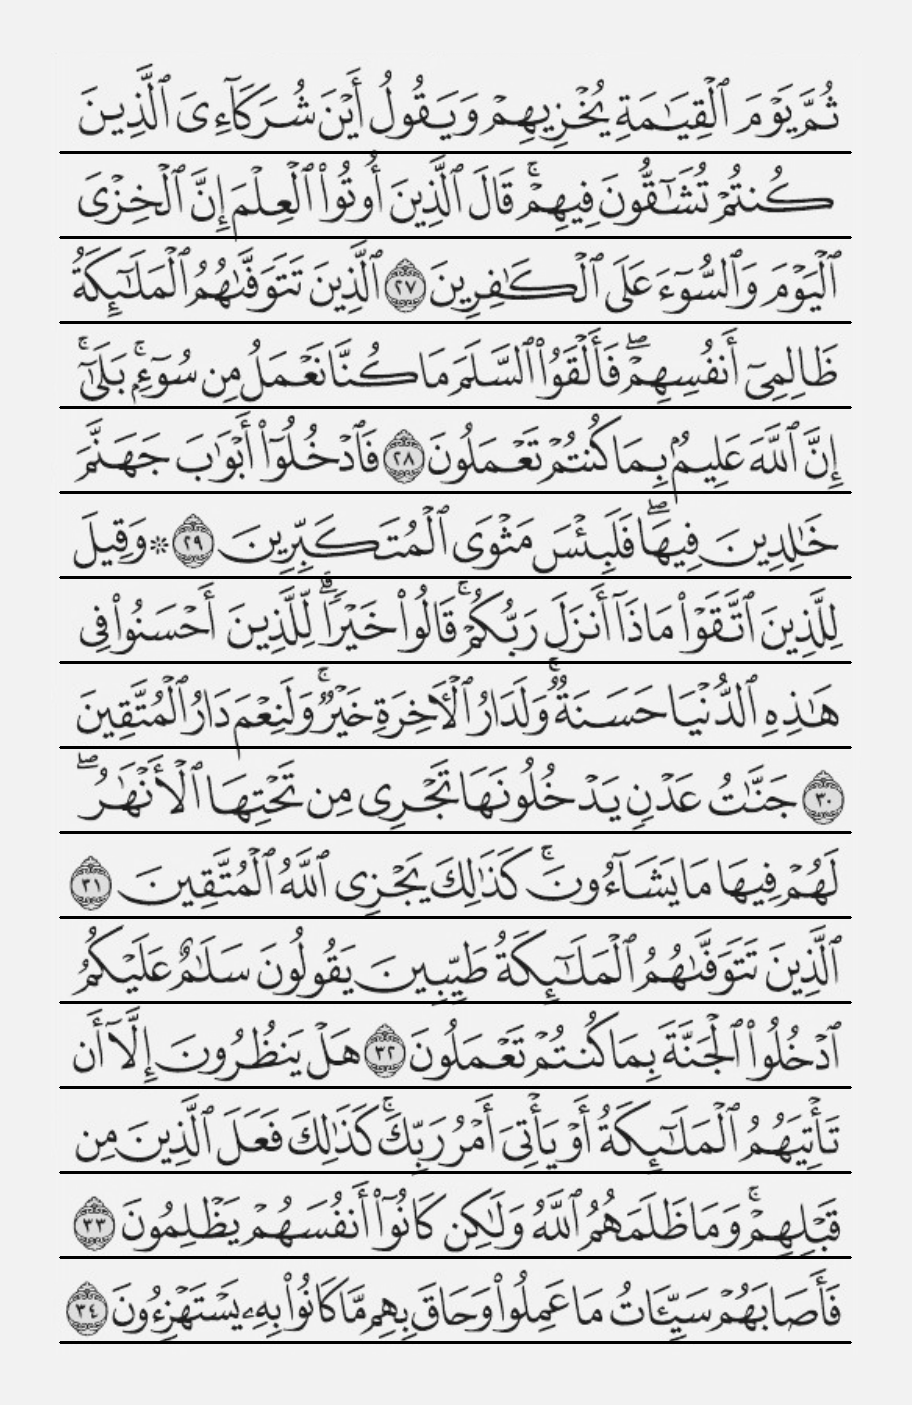 ثُمَّ يَوْمَ ٱلْقِيَـٰمَةِ يُخْزِيهِمْ وَيَقُولُ أَيْنَ شُرَكَآءِىَ ٱلَّذِينَ
كُنتُمْ تُشَـٰٓقُّونَ فِيهِمْ ۚ قَالَ ٱلَّذِينَ أُوتُوا۟ ٱلْعِلْمَ إِنَّ ٱلْخِزْىَ
ٱلْيَوْمَ وَٱلسُّوٓءَ عَلَى ٱلْكَـٰفِرِينَ ٢٧ ٱلَّذِينَ تَتَوَفَّىٰهُمُ ٱلْمَلَـٰٓئِكَةُ
ظَالِمِىٓ أَنفُسِهِمْ ۖ فَأَلْقَوُا۟ ٱلسَّلَمَ مَا كُنَّا نَعْمَلُ مِن سُوٓءٍۭ ۚ بَلَىٰٓ ۚ
إِنَّ ٱللَّهَ عَلِيمٌۢ بِمَا كُنتُمْ تَعْمَلُونَ ٢٨ فَٱدْخُلُوٓا۟ أَبْوَٰبَ جَهَنَّمَ
خَـٰلِدِينَ فِيهَا ۖ فَلَبِئْسَ مَثْوَى ٱلْمُتَكَبِّرِينَ ٢٩ ۞ وَقِيلَ
لِلَّذِينَ ٱتَّقَوْا۟ مَاذَآ أَنزَلَ رَبُّكُمْ ۚ قَالُوا۟ خَيْرًا ۗ لِّلَّذِينَ أَحْسَنُوا۟ فِى
هَـٰذِهِ ٱلدُّنْيَا حَسَنَةٌ ۚ وَلَدَارُ ٱلْـَٔاخِرَةِ خَيْرٌ ۚ وَلَنِعْمَ دَارُ ٱلْمُتَّقِينَ
٣٠ جَنَّـٰتُ عَدْنٍ يَدْخُلُونَهَا تَجْرِى مِن تَحْتِهَا ٱلْأَنْهَـٰرُ ۖ
لَهُمْ فِيهَا مَا يَشَآءُونَ ۚ كَذَٰلِكَ يَجْزِى ٱللَّهُ ٱلْمُتَّقِينَ ٣١
ٱلَّذِينَ تَتَوَفَّىٰهُمُ ٱلْمَلَـٰٓئِكَةُ طَيِّبِينَ يَقُولُونَ سَلَـٰمٌ عَلَيْكُمُ
ٱدْخُلُوا۟ ٱلْجَنَّةَ بِمَا كُنتُمْ تَعْمَلُونَ ٣٢ هَلْ يَنظُرُونَ إِلَّآ أَن
تَأْتِيَهُمُ ٱلْمَلَـٰٓئِكَةُ أَوْ يَأْتِىَ أَمْرُ رَبِّكَ ۚ كَذَٰلِكَ فَعَلَ ٱلَّذِينَ مِن
قَبْلِهِمْ ۚ وَمَا ظَلَمَهُمُ ٱللَّهُ وَلَـٰكِن كَانُوٓا۟ أَنفُسَهُمْ يَظْلِمُونَ ٣٣
فَأَصَابَهُمْ سَيِّـَٔاتُ مَا عَمِلُوا۟ وَحَاقَ بِهِم مَّا كَانُوا۟ بِهِۦ يَسْتَهْزِءُونَ ٣٤